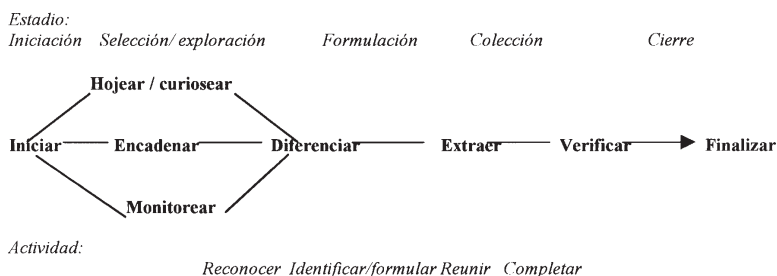 Estadio:
Iniciación Selección/ exploración Formulación Colección Cierre
Hojear / curiosear
Iniciar Encadenar Diferenciar Extraer Verificar Finalizar
Monitorear
Actividad:
Reconocer Identificar/formular Reunir Completar